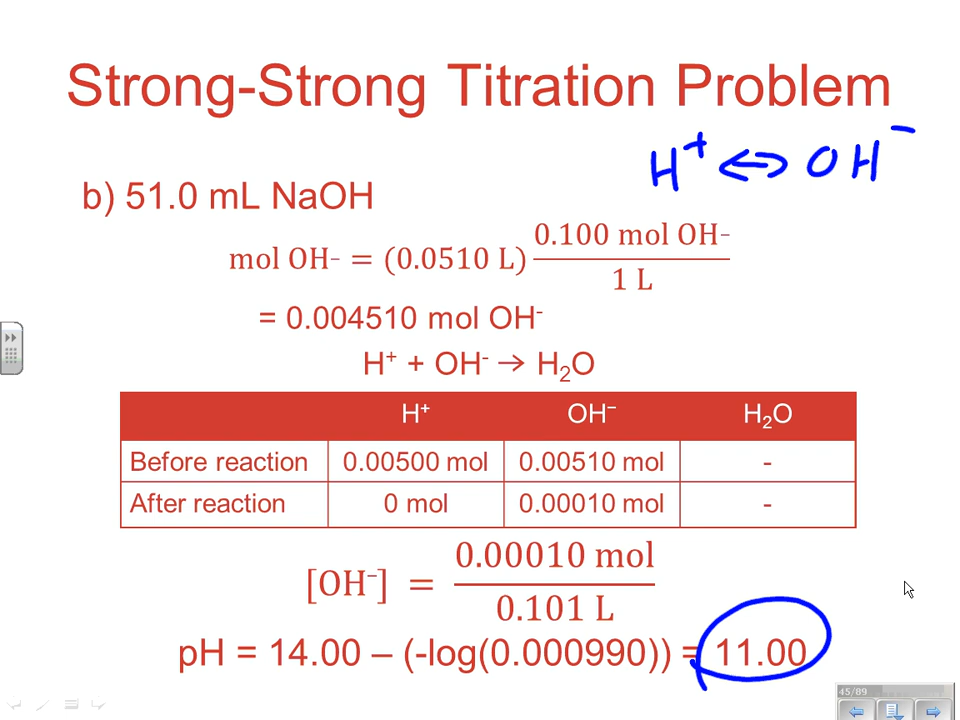 Strong-Strong Titration Problem
H⁺ ⟷ OH⁻
b) 51.0 mL NaOH
mol OH- = (0.0510 L) 0.100 mol OH- / 1 L
= 0.004510 mol OH⁻
H⁺ + OH⁻ → H₂O
H⁺ OH⁻ H₂O
Before reaction 0.00500 mol 0.00510 mol -
After reaction 0 mol 0.00010 mol -
[OH⁻] = 0.00010 mol / 0.101 L
pH = 14.00 – (-log(0.000990)) = 11.00
45/89